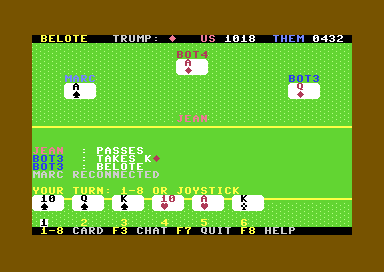 BELOTE TRUMP: ♦ US 1018 THEM 0432
BOT4
A♦
MARC BOT3
A♠ Q♦
JEAN
JEAN : PASSES
BOT3 : TAKES K♦
BOT3 : BELOTE
MARC RECONNECTED
YOUR TURN: 1-8 OR JOYSTICK
10♠ Q♠ K♠ 10♥ A♥ K♣
1 2 3 4 5 6
1-8 CARD F3 CHAT F7 QUIT F8 HELP